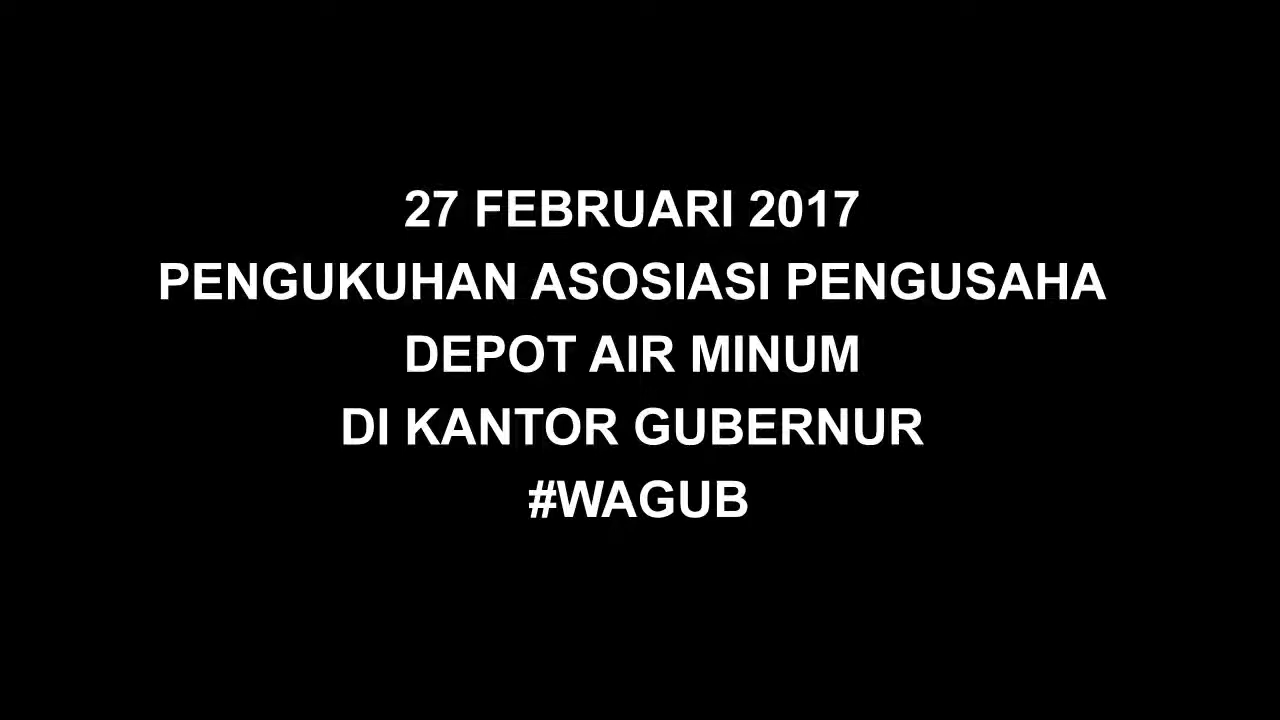 27 FEBRUARI 2017
PENGUKUHAN ASOSIASI PENGUSAHA
DEPOT AIR MINUM
DI KANTOR GUBERNUR
#WAGUB